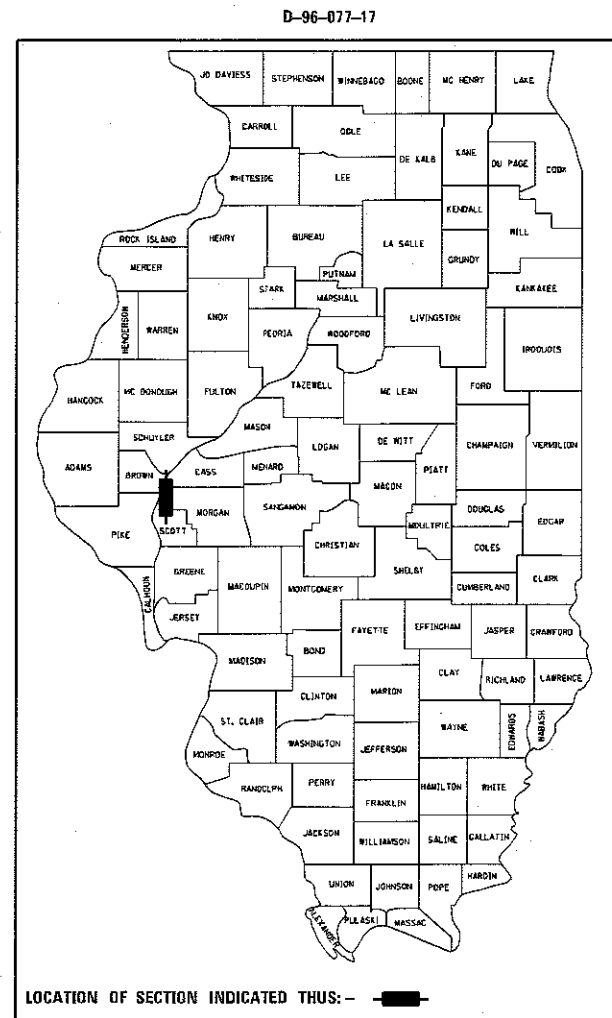 D-96-077-17
JO DAVIESS STEPHENSON WINNEBAGO BOONE MC HENRY LAKE
CARROLL OGLE DE KALB KANE DU PAGE COOK
WHITESIDE LEE KENDALL WILL
ROCK ISLAND HENRY BUREAU LA SALLE GRUNDY
MERCER PUTNAM KANKAKEE
HENDERSON WARREN KNOX STARK MARSHALL LIVINGSTON
PEORIA WOODFORD IROQUOIS
HANCOCK MC DONOUGH FULTON TAZEWELL MC LEAN FORD
SCHUYLER MASON LOGAN DE WITT CHAMPAIGN VERMILION
ADAMS BROWN CASS MENARD MACON PIATT
PIKE SCOTT MORGAN SANGAMON MOULTRIE DOUGLAS EDGAR
CHRISTIAN COLES
CALHOUN GREENE MACOUPIN MONTGOMERY SHELBY CUMBERLAND CLARK
JERSEY FAYETTE EFFINGHAM JASPER CRAWFORD
MADISON BOND CLAY RICHLAND LAWRENCE
CLINTON MARION
ST. CLAIR WAYNE EDWARDS WABASH
MONROE WASHINGTON JEFFERSON
RANDOLPH PERRY HAMILTON WHITE
FRANKLIN
JACKSON WILLIAMSON SALINE GALLATIN
UNION JOHNSON POPE HARDIN
ALEXANDER PULASKI MASSAC
LOCATION OF SECTION INDICATED THUS: -